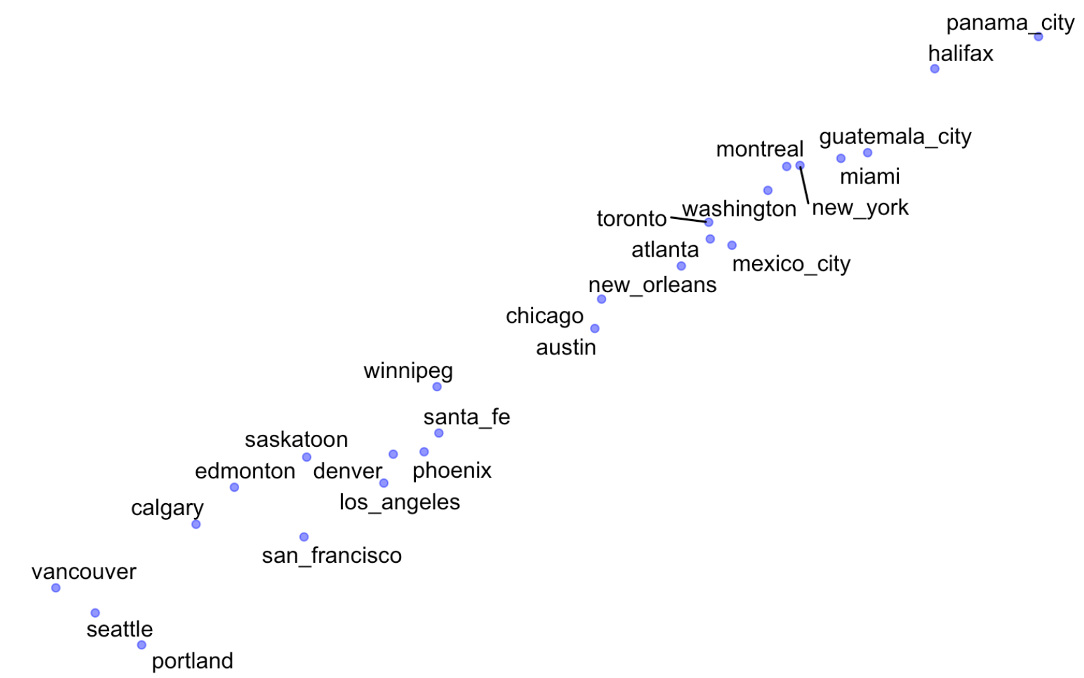 panama_city
halifax
guatemala_city
montreal
miami
new_york
washington
toronto
atlanta
mexico_city
new_orleans
chicago
austin
winnipeg
santa_fe
saskatoon
edmonton
denver
phoenix
los_angeles
calgary
san_francisco
vancouver
seattle
portland